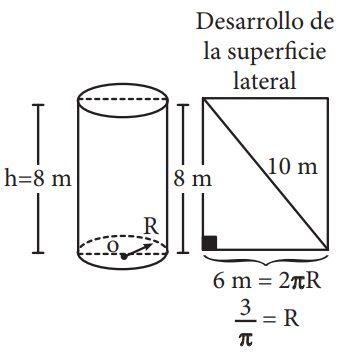 Desarrollo de
la superficie
lateral
h=8 m
8 m
10 m
R
o
6 m = 2πR
3/π = R